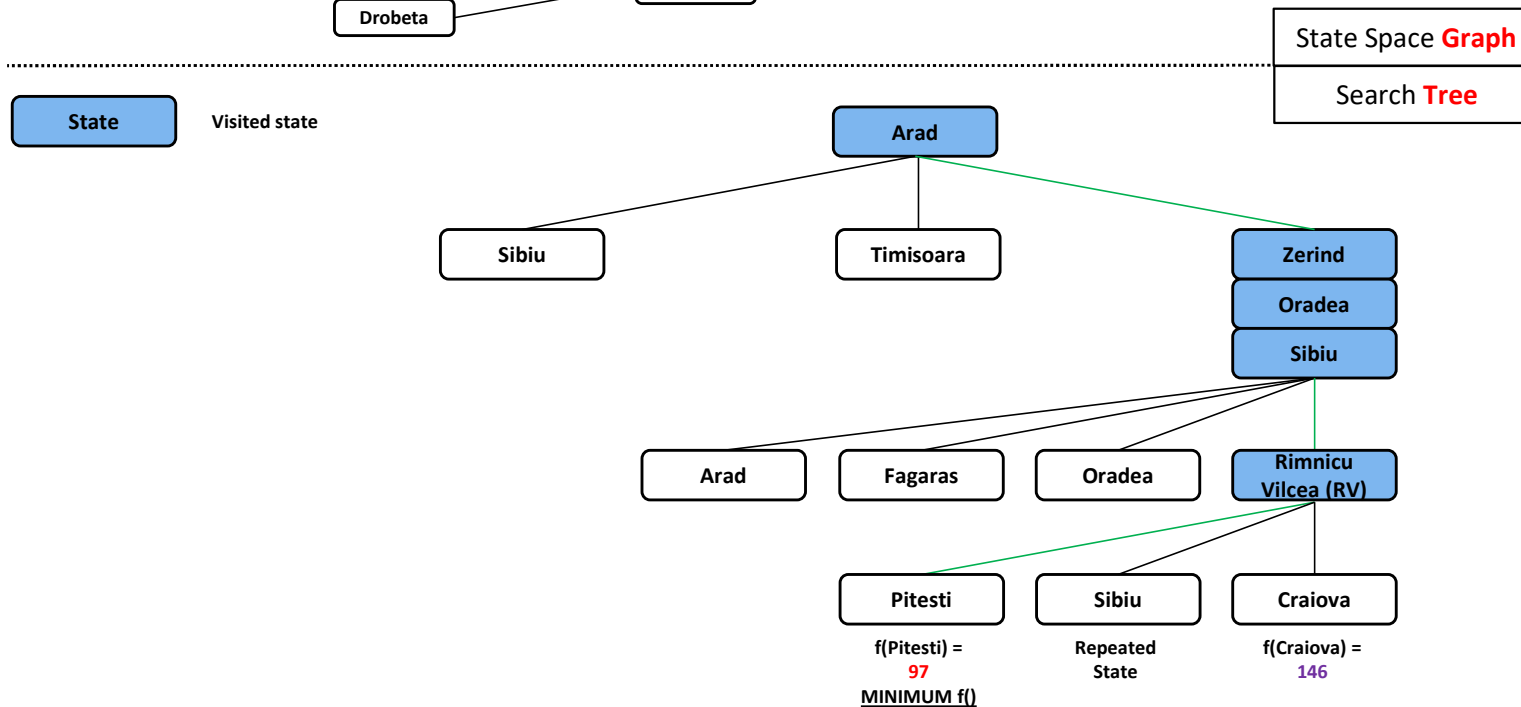 Drobeta
State Space Graph
Search Tree
State
Visited state
Arad
Sibiu
Timisoara
Zerind
Oradea
Sibiu
Arad
Fagaras
Oradea
Rimnicu
Vilcea (RV)
Pitesti
Sibiu
Craiova
f(Pitesti) =
97
MINIMUM f()
Repeated
State
f(Craiova) =
146